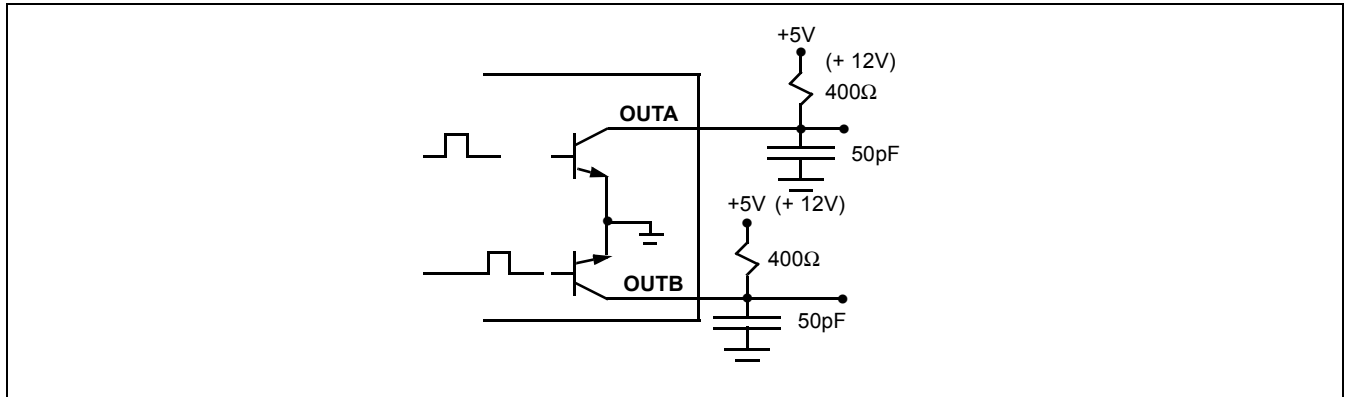 +5V
(+ 12V)
400Ω
OUTA
50pF
+5V (+ 12V)
400Ω
OUTB
50pF